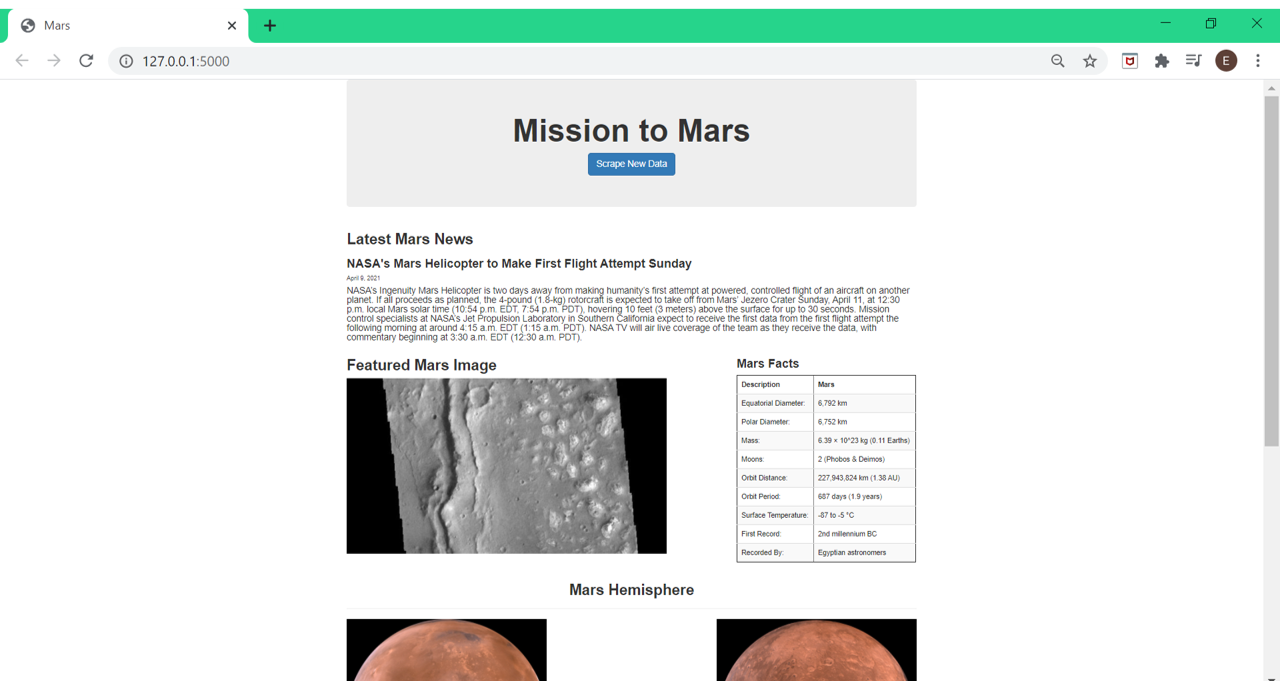 Mars
127.0.0.1:5000
E
Mission to Mars
Scrape New Data
Latest Mars News
NASA's Mars Helicopter to Make First Flight Attempt Sunday
April 9, 2021
NASA's Ingenuity Mars Helicopter is two days away from making humanity's first attempt at powered, controlled flight of an aircraft on another
planet. If all proceeds as planned, the 4-pound (1.8-kg) rotorcraft is expected to take off from Mars' Jezero Crater Sunday, April 11, at 12:30
p.m. local Mars solar time (10:54 p.m. EDT, 7:54 p.m. PDT), hovering 10 feet (3 meters) above the surface for up to 30 seconds. Mission
control specialists at NASA's Jet Propulsion Laboratory in Southern California expect to receive the first data from the first flight attempt the
following morning at around 4:15 a.m. EDT (1:15 a.m. PDT). NASA TV will air live coverage of the team as they receive the data, with
commentary beginning at 3:30 a.m. EDT (12:30 a.m. PDT).
Featured Mars Image
Mars Facts
Description Mars
Equatorial Diameter: 6,792 km
Polar Diameter: 6,752 km
Mass: 6.39 × 10^23 kg (0.11 Earths)
Moons: 2 (Phobos & Deimos)
Orbit Distance: 227,943,824 km (1.38 AU)
Orbit Period: 687 days (1.9 years)
Surface Temperature: -87 to -5 °C
First Record: 2nd millennium BC
Recorded By: Egyptian astronomers
Mars Hemisphere